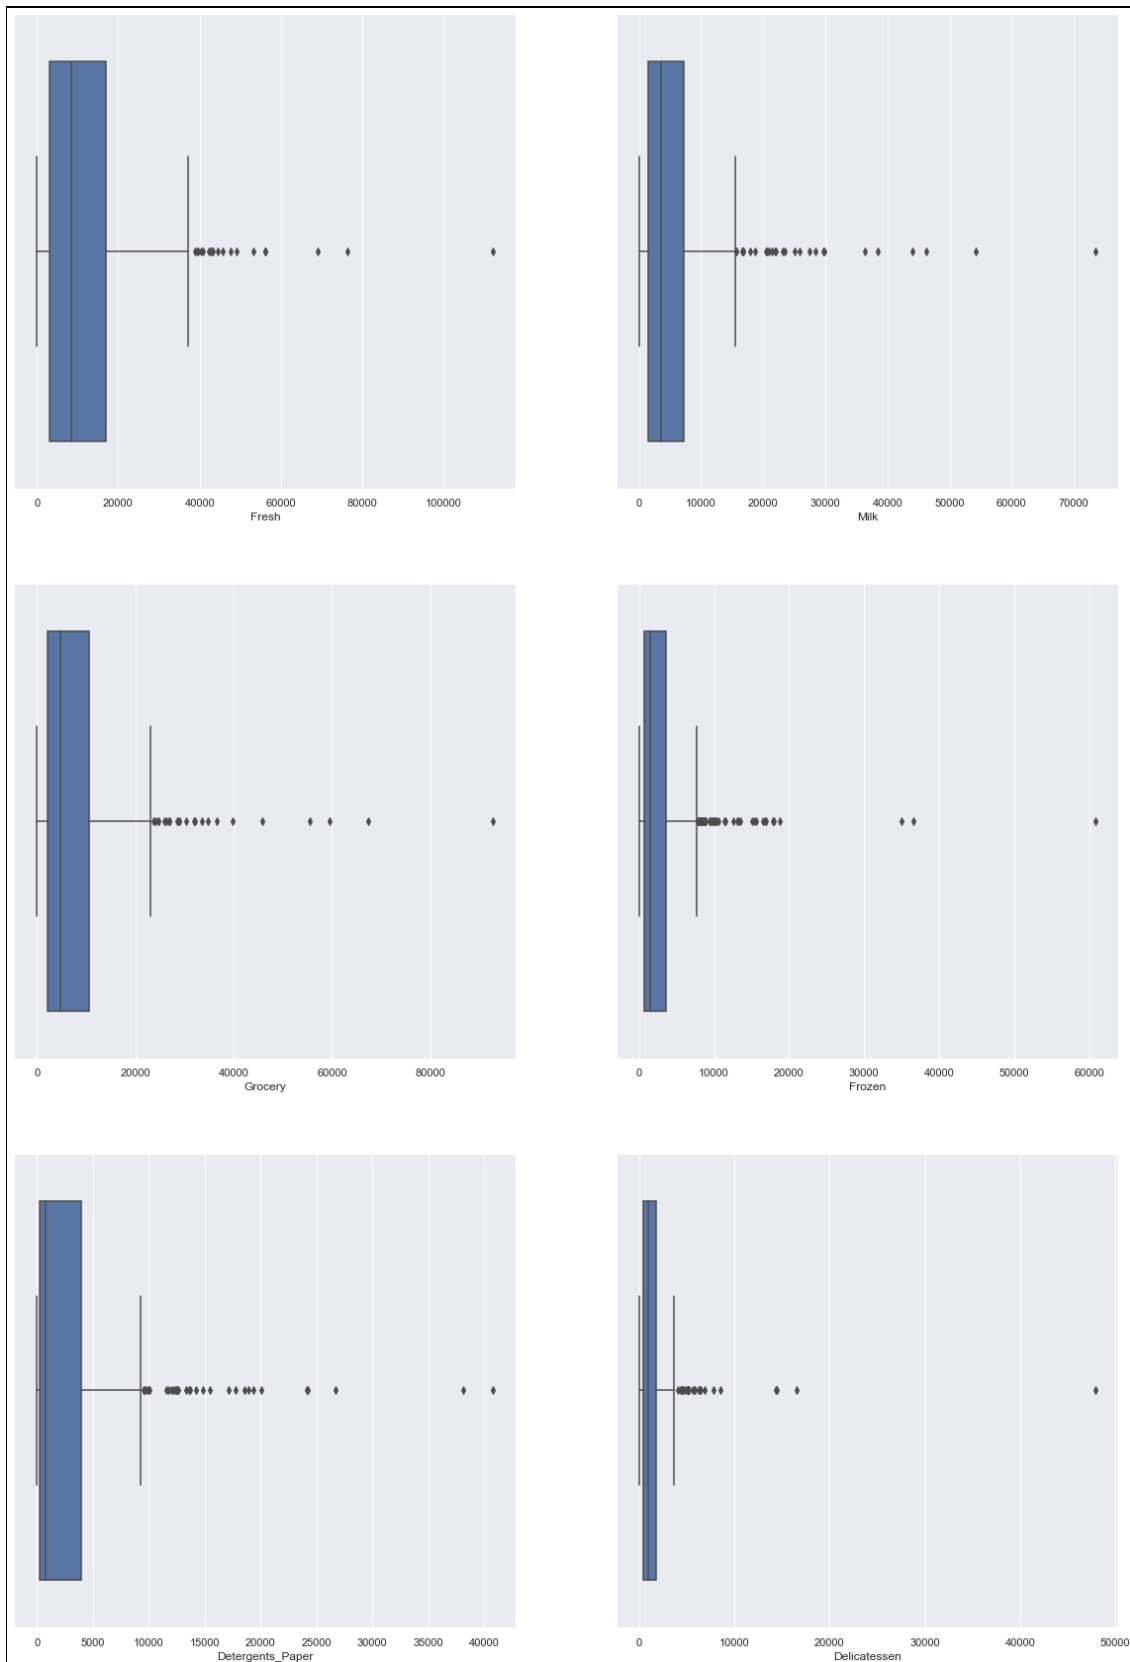 0 20000 40000 60000 80000 100000
Fresh
0 10000 20000 30000 40000 50000 60000 70000
Milk
0 20000 40000 60000 80000
Grocery
0 10000 20000 30000 40000 50000 60000
Frozen
0 5000 10000 15000 20000 25000 30000 35000 40000
Detergents_Paper
0 10000 20000 30000 40000 50000
Delicatessen